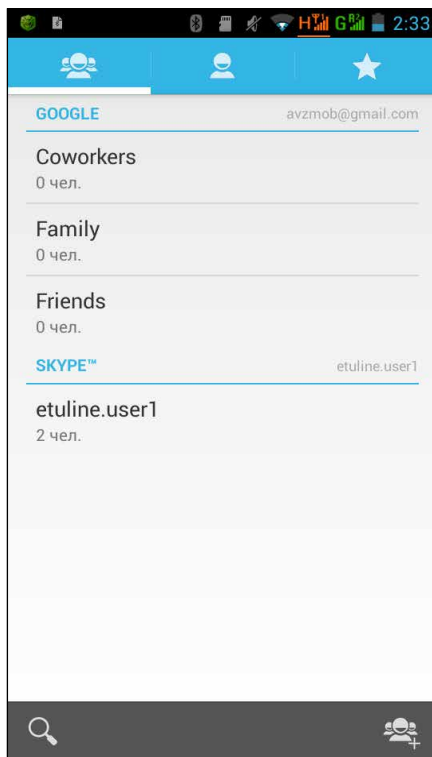 H G 2:33
GOOGLE avzmob@gmail.com
Coworkers
0 чел.
Family
0 чел.
Friends
0 чел.
SKYPE™ etuline.user1
etuline.user1
2 чел.